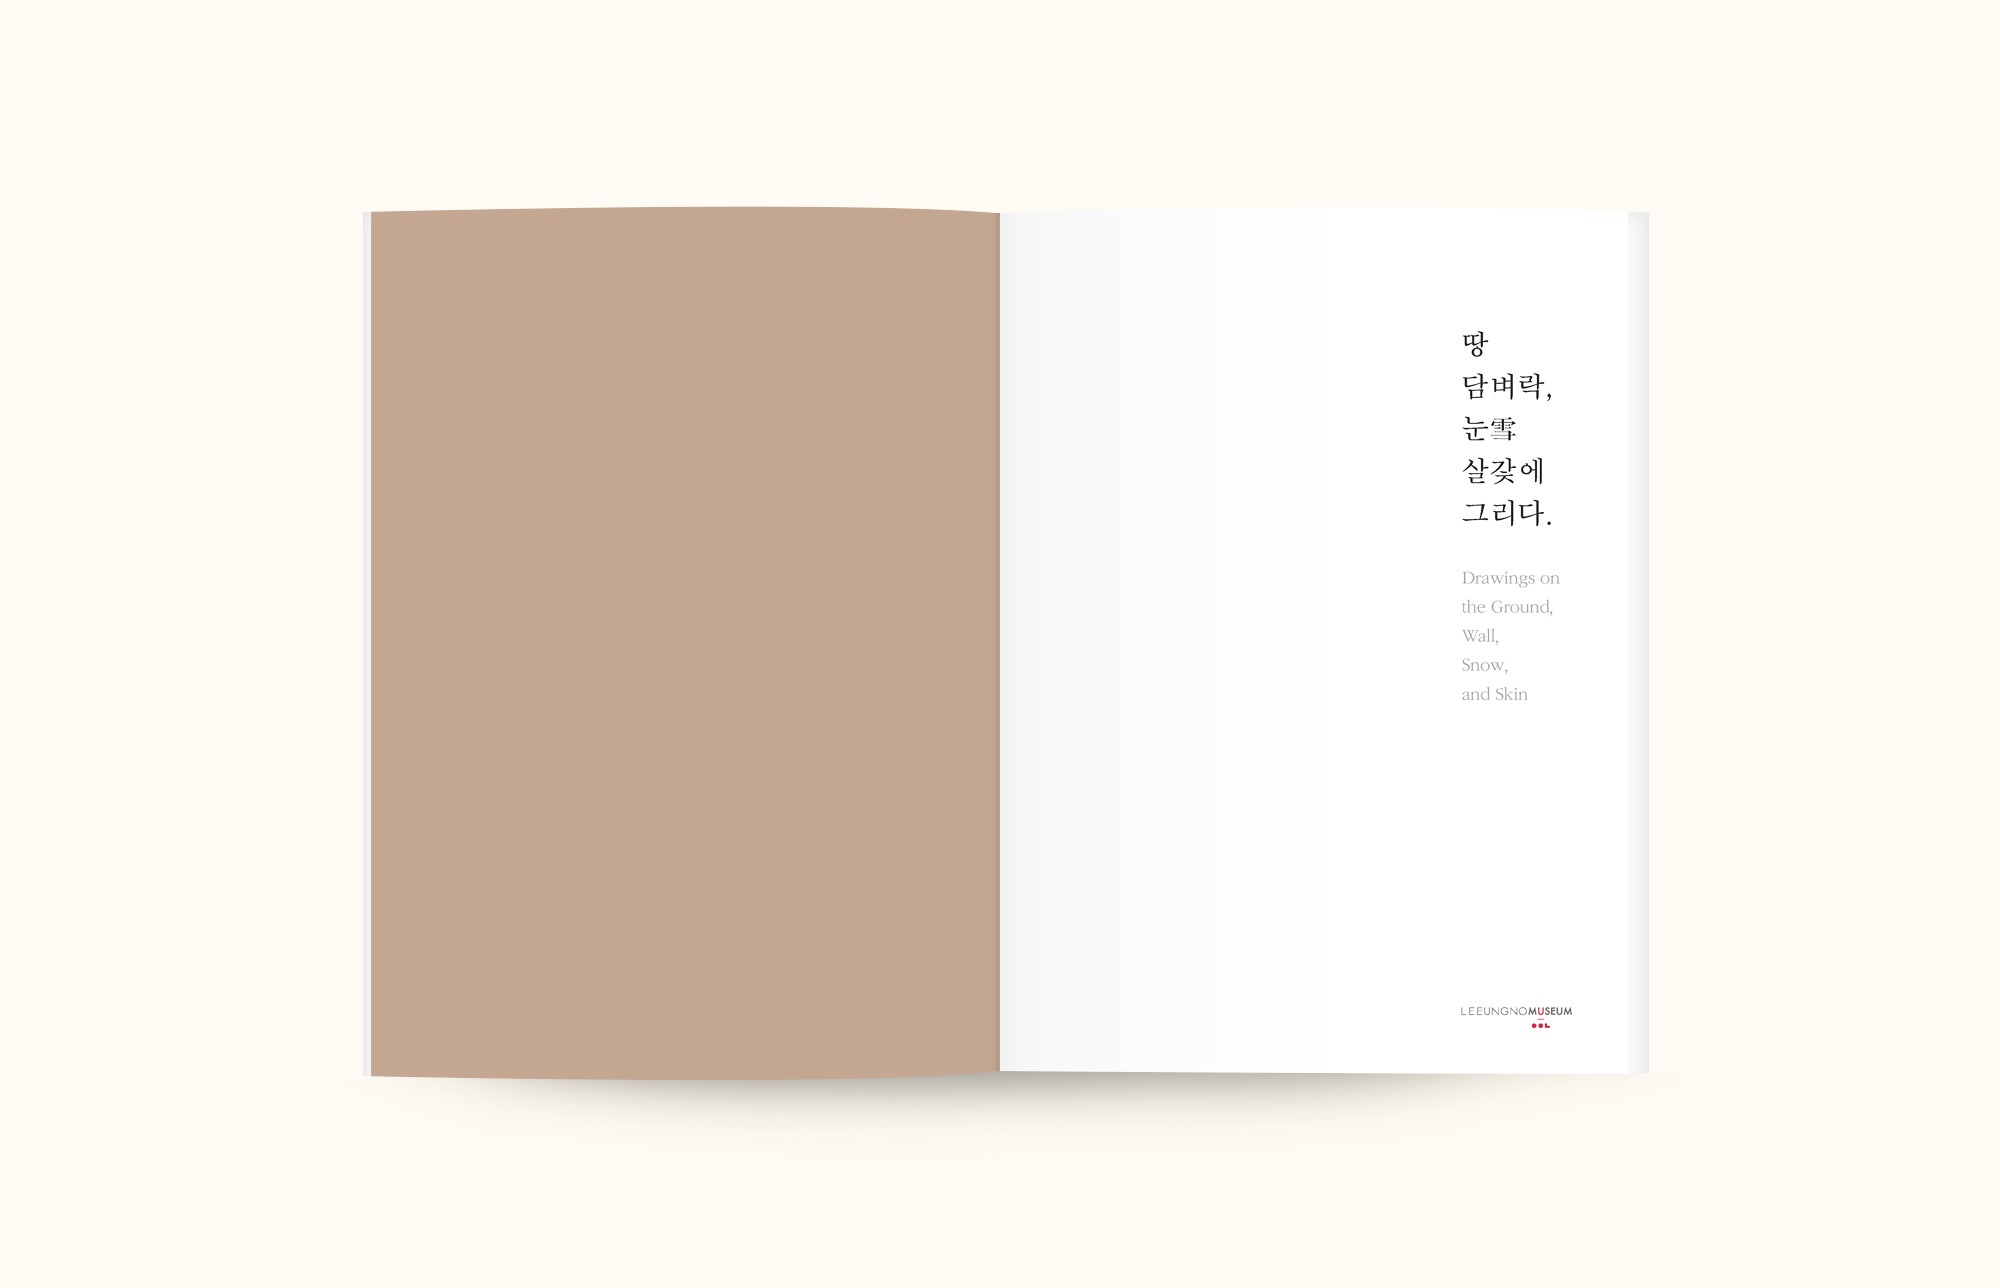 땅
담벼락,
눈雪
살갗에
그리다.
Drawings on
the Ground,
Wall,
Snow,
and Skin
LEEUNGNOMUSEUM